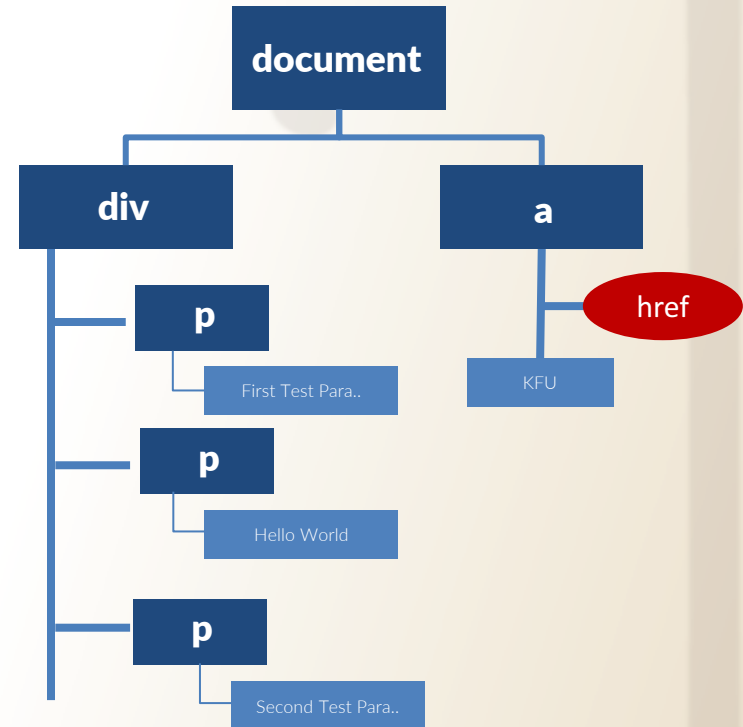 document
div
a
p
href
First Test Para..
KFU
p
Hello World
p
Second Test Para..